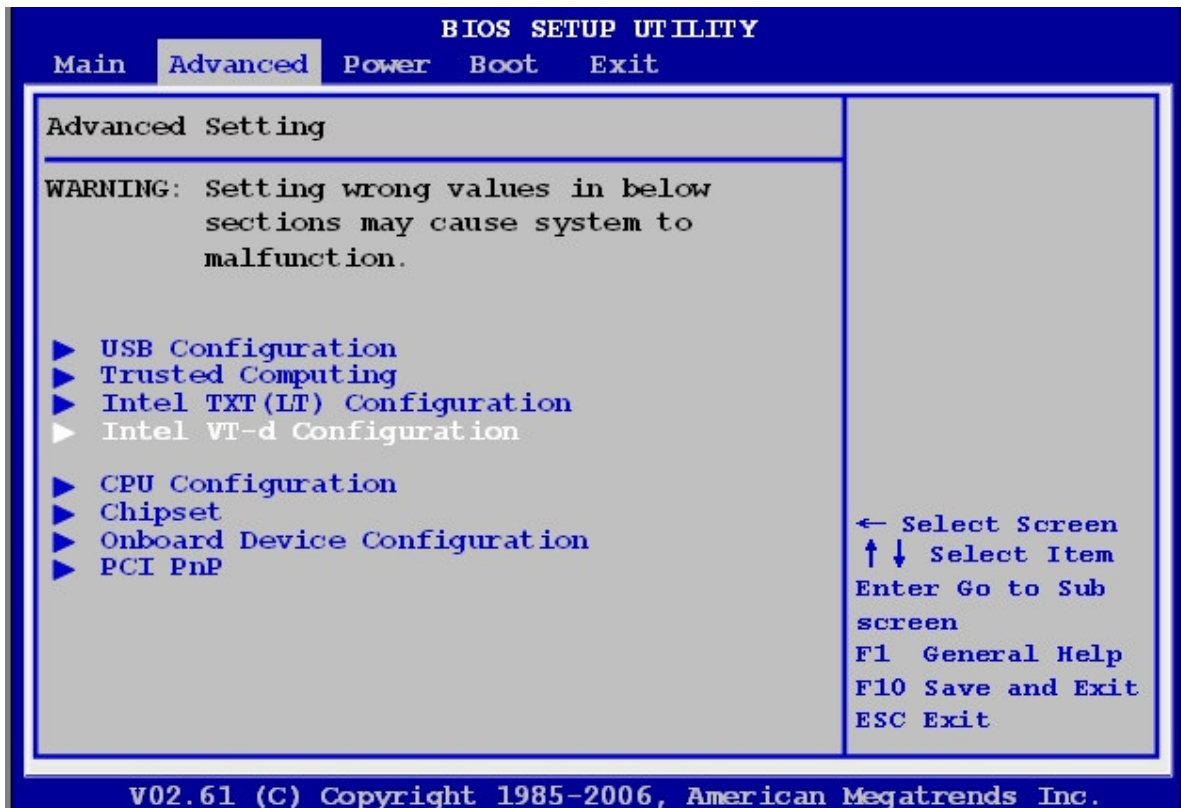 BIOS SETUP UTILITY
Main Advanced Power Boot Exit
Advanced Setting
WARNING: Setting wrong values in below
sections may cause system to
malfunction.
▶ USB Configuration
▶ Trusted Computing
▶ Intel TXT(LT) Configuration
▶ Intel VT-d Configuration
▶ CPU Configuration
▶ Chipset
▶ Onboard Device Configuration
▶ PCI PnP
← Select Screen
↑↓ Select Item
Enter Go to Sub
screen
F1 General Help
F10 Save and Exit
ESC Exit
V02.61 (C) Copyright 1985-2006, American Megatrends Inc.